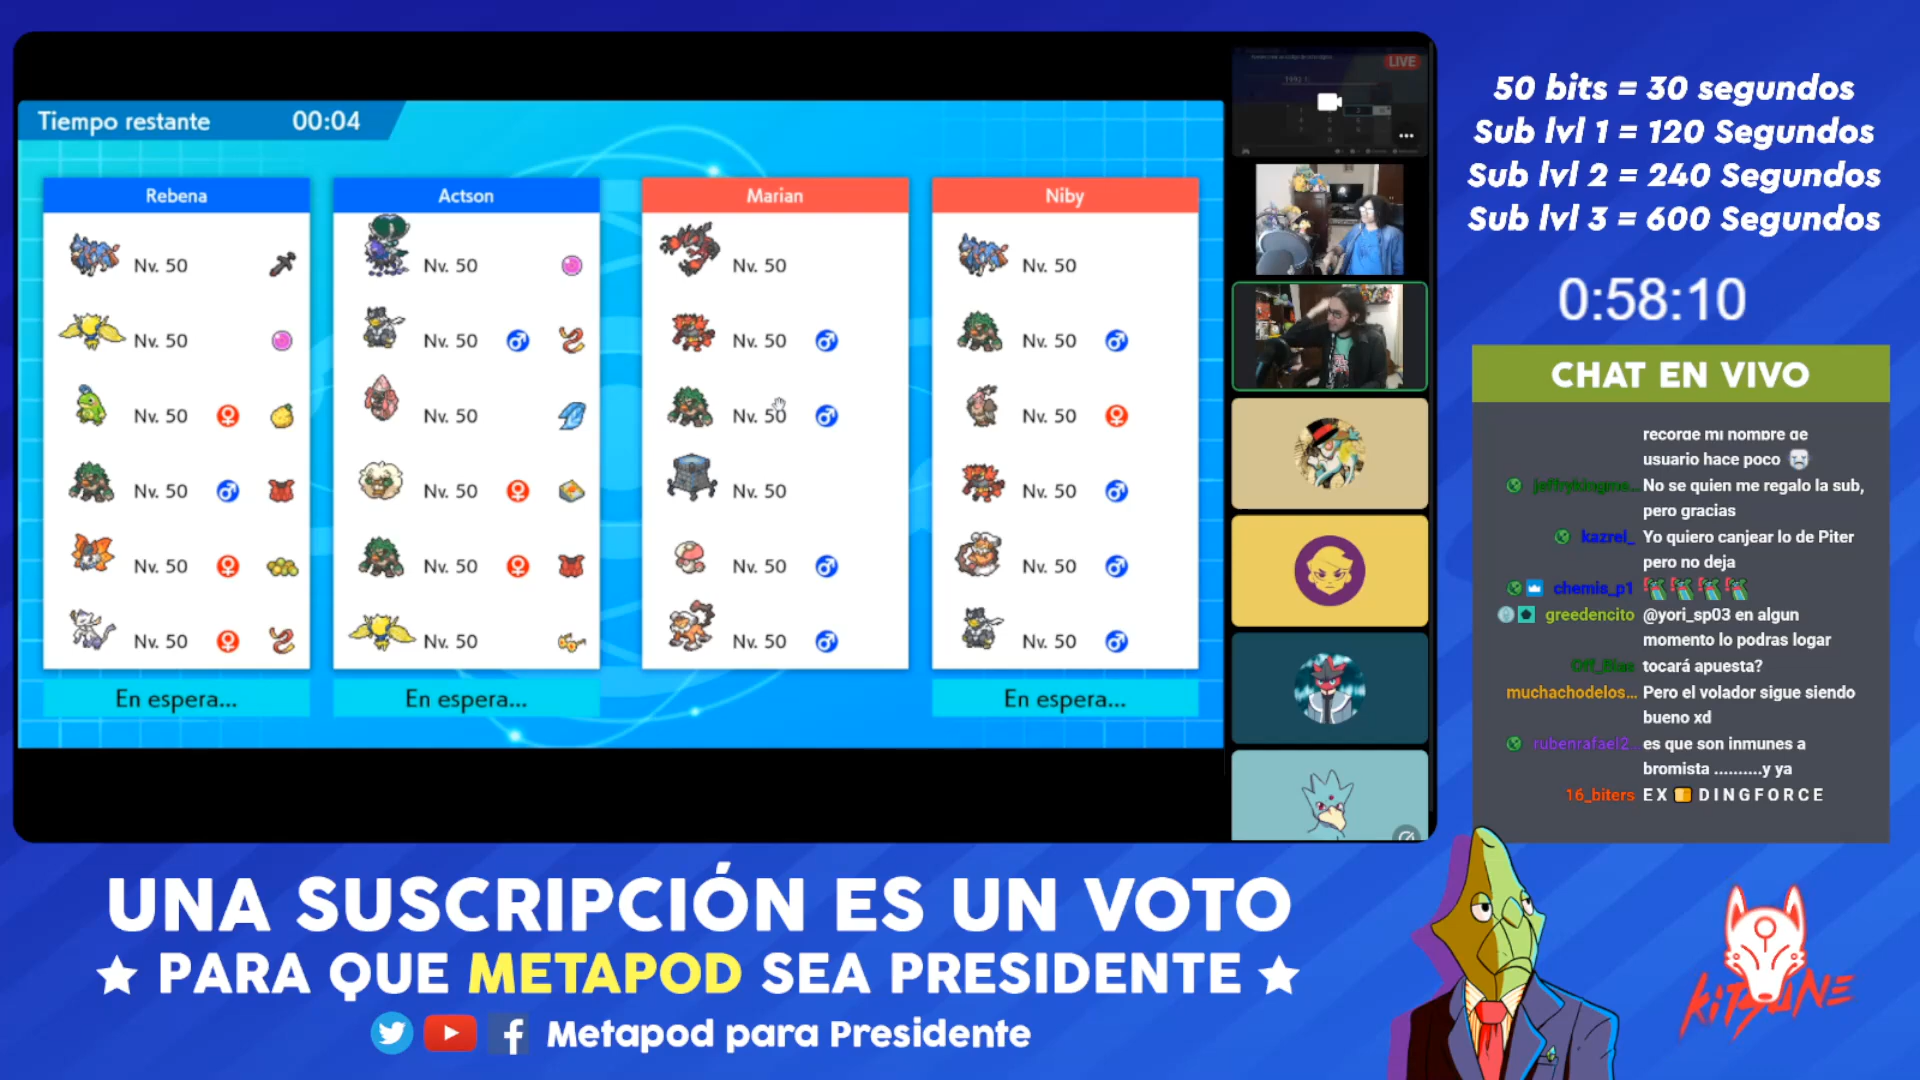 Tiempo restante 00:04
Rebena
Nv. 50
Nv. 50
Nv. 50
Nv. 50
Nv. 50
Nv. 50
En espera...
Actson
Nv. 50
Nv. 50
Nv. 50
Nv. 50
Nv. 50
Nv. 50
En espera...
Marian
Nv. 50
Nv. 50
Nv. 50
Nv. 50
Nv. 50
Nv. 50
Niby
Nv. 50
Nv. 50
Nv. 50
Nv. 50
Nv. 50
Nv. 50
En espera...
LIVE
50 bits = 30 segundos
Sub lvl 1 = 120 Segundos
Sub lvl 2 = 240 Segundos
Sub lvl 3 = 600 Segundos
0:58:10
CHAT EN VIVO
recorde mi nombre de
usuario hace poco
jeffrykingme... No se quien me regalo la sub,
pero gracias
kazrel_ Yo quiero canjear lo de Piter
pero no deja
chemis_p1
greedencito @yori_sp03 en algun
momento lo podras logar
Off_Blas tocará apuesta?
muchachodelos... Pero el volador sigue siendo
bueno xd
rubenrafael2... es que son inmunes a
bromista ..........y ya
16_biters E X D I N G F O R C E
UNA SUSCRIPCIÓN ES UN VOTO
PARA QUE METAPOD SEA PRESIDENTE
Metapod para Presidente
KITSUNE